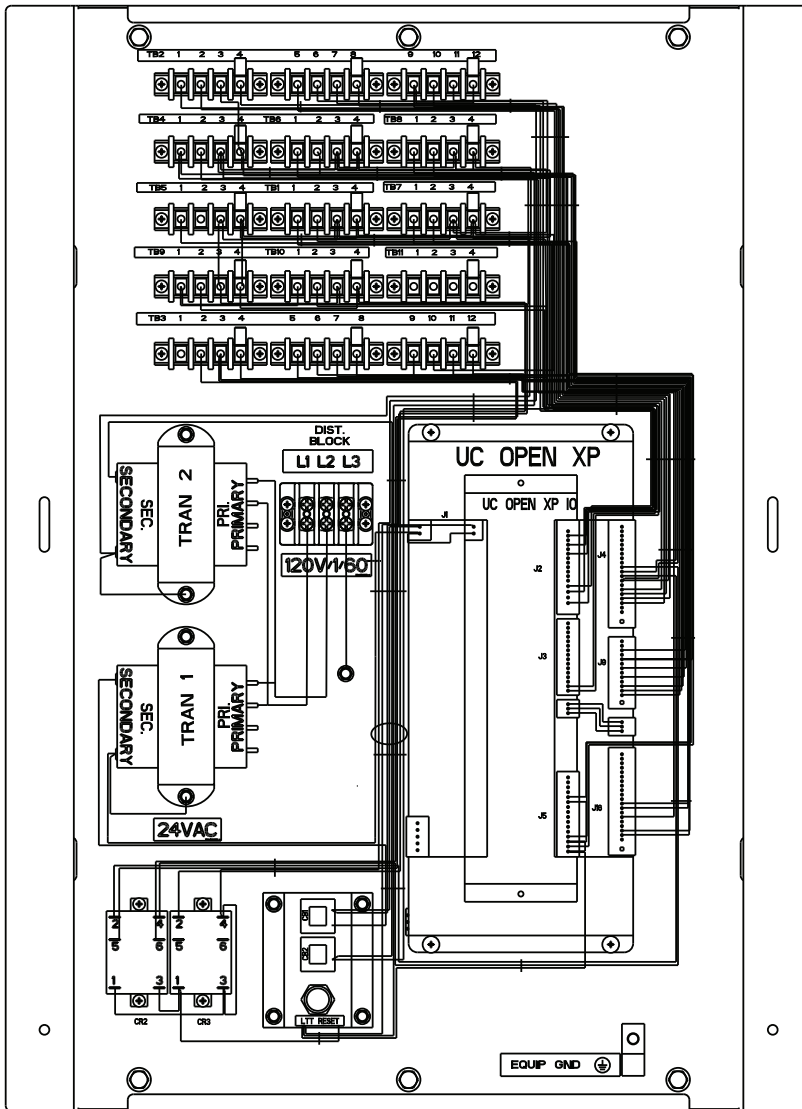 TB2 1 2 3 4 5 6 7 8 9 10 11 12
TB4 1 2 3 4 TB6 1 2 3 4 TB8 1 2 3 4
TB5 1 2 3 4 TB1 1 2 3 4 TB7 1 2 3 4
TB9 1 2 3 4 TB10 1 2 3 4 TB11 1 2 3 4
TB3 1 2 3 4 5 6 7 8 9 10 11 12
DIST.
BLOCK
L1 L2 L3
120V/1/60
SECONDARY
SEC.
TRAN 2
PRI.
PRIMARY
SECONDARY
SEC.
TRAN 1
PRI.
PRIMARY
24VAC
UC OPEN XP
UC OPEN XP IO
J1
J2
J4
J3
J9
J5
J16
2 4 2 4
5 6 5 6
1 3 1 3
CR2 CR3
CR1
CR2
LTT RESET
EQUIP GND